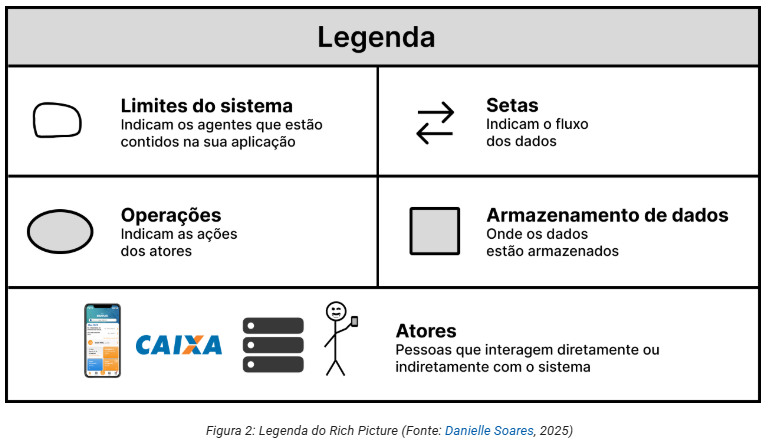 Legenda
Limites do sistema
Indicam os agentes que estão
contidos na sua aplicação
Setas
Indicam o fluxo
dos dados
Operações
Indicam as ações
dos atores
Armazenamento de dados
Onde os dados
estão armazenados
CAIXA
Atores
Pessoas que interagem diretamente ou
indiretamente com o sistema
Figura 2: Legenda do Rich Picture (Fonte: Danielle Soares, 2025)